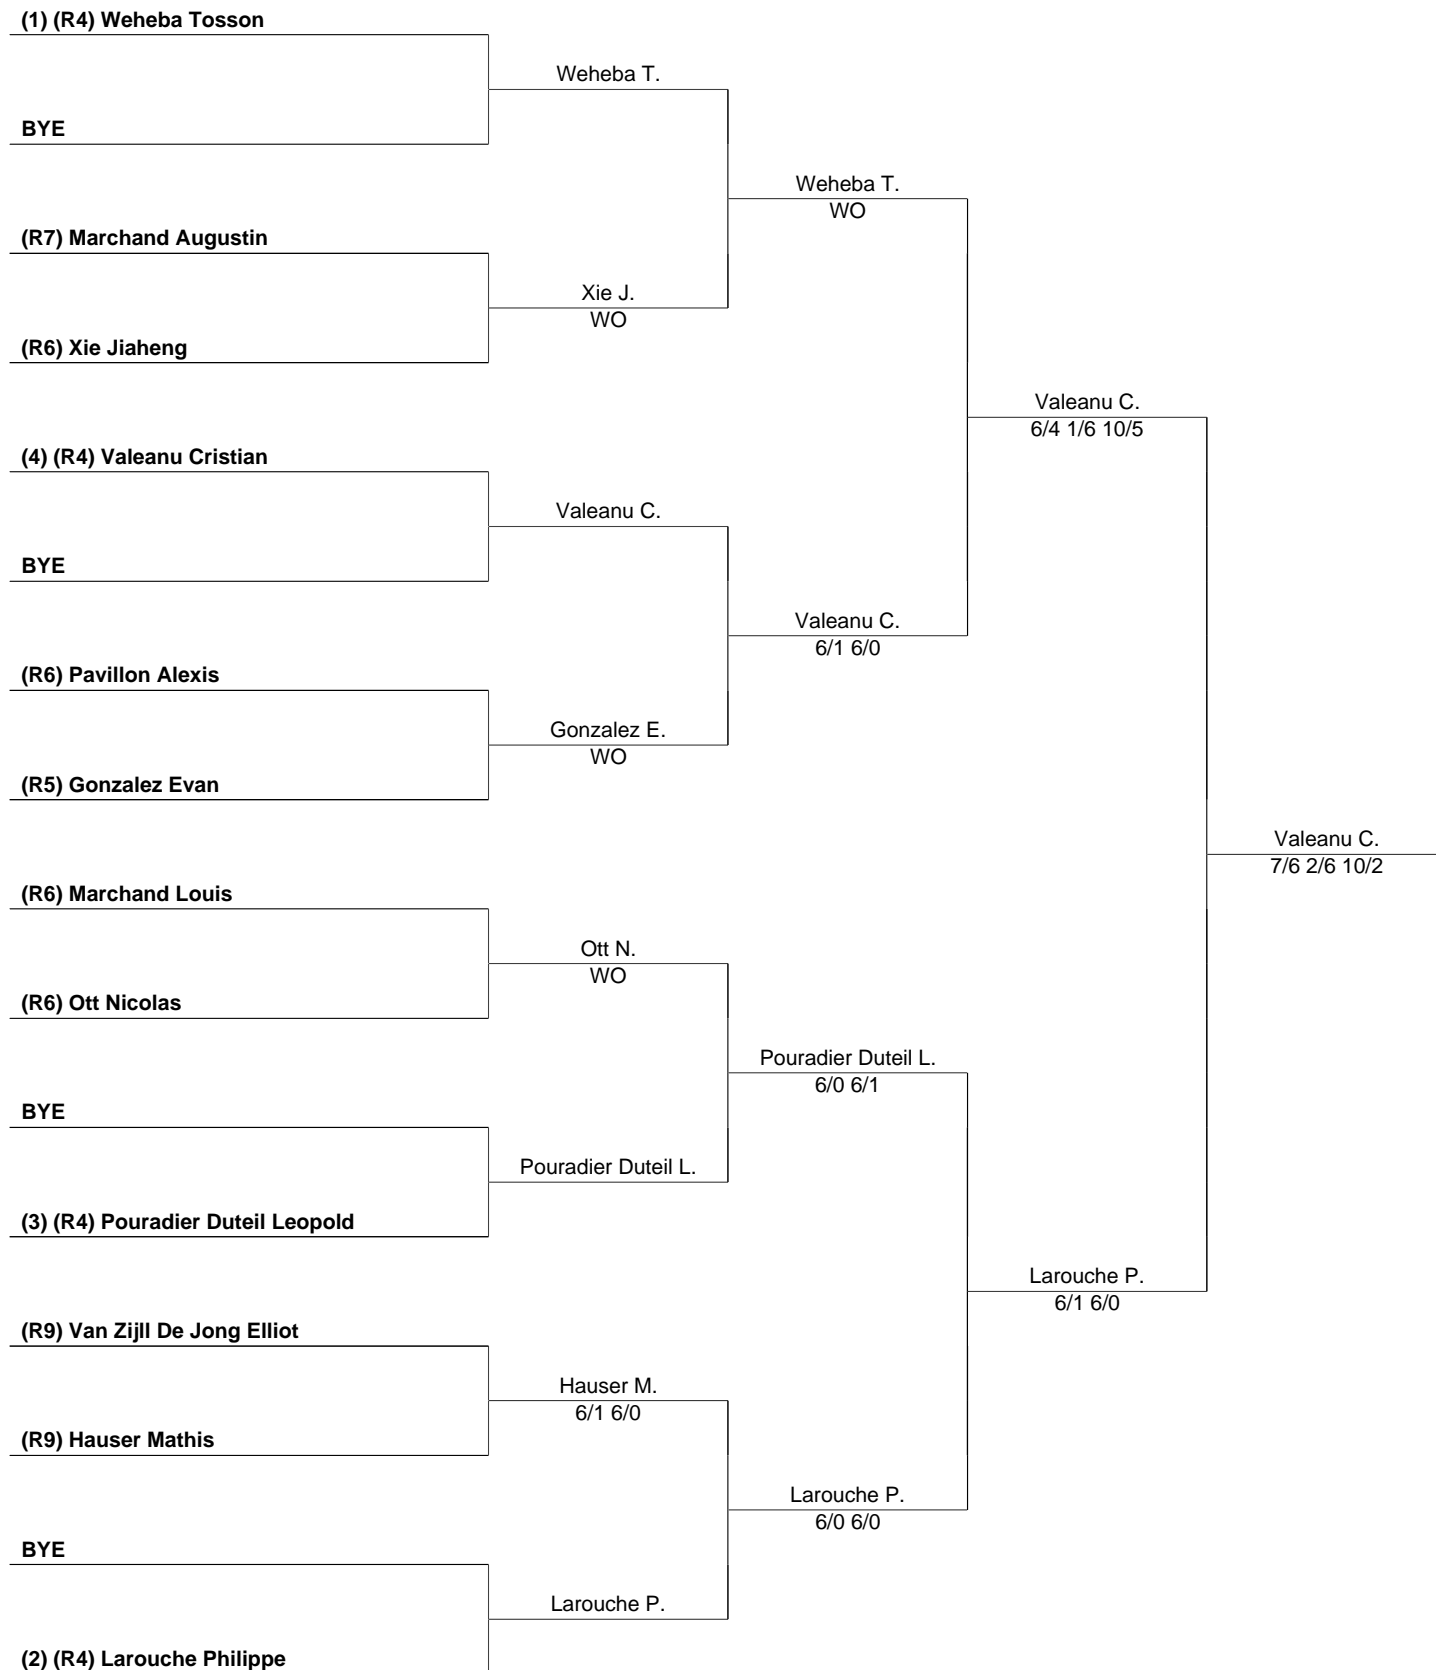 (1) (R4) Weheba Tosson
Weheba T.
BYE
Weheba T.
WO
(R7) Marchand Augustin
Xie J.
WO
(R6) Xie Jiaheng
Valeanu C.
6/4 1/6 10/5
(4) (R4) Valeanu Cristian
Valeanu C.
BYE
Valeanu C.
6/1 6/0
(R6) Pavillon Alexis
Gonzalez E.
WO
(R5) Gonzalez Evan
Valeanu C.
7/6 2/6 10/2
(R6) Marchand Louis
Ott N.
WO
(R6) Ott Nicolas
Pouradier Duteil L.
6/0 6/1
BYE
Pouradier Duteil L.
(3) (R4) Pouradier Duteil Leopold
Larouche P.
6/1 6/0
(R9) Van Zijll De Jong Elliot
Hauser M.
6/1 6/0
(R9) Hauser Mathis
Larouche P.
6/0 6/0
BYE
Larouche P.
(2) (R4) Larouche Philippe